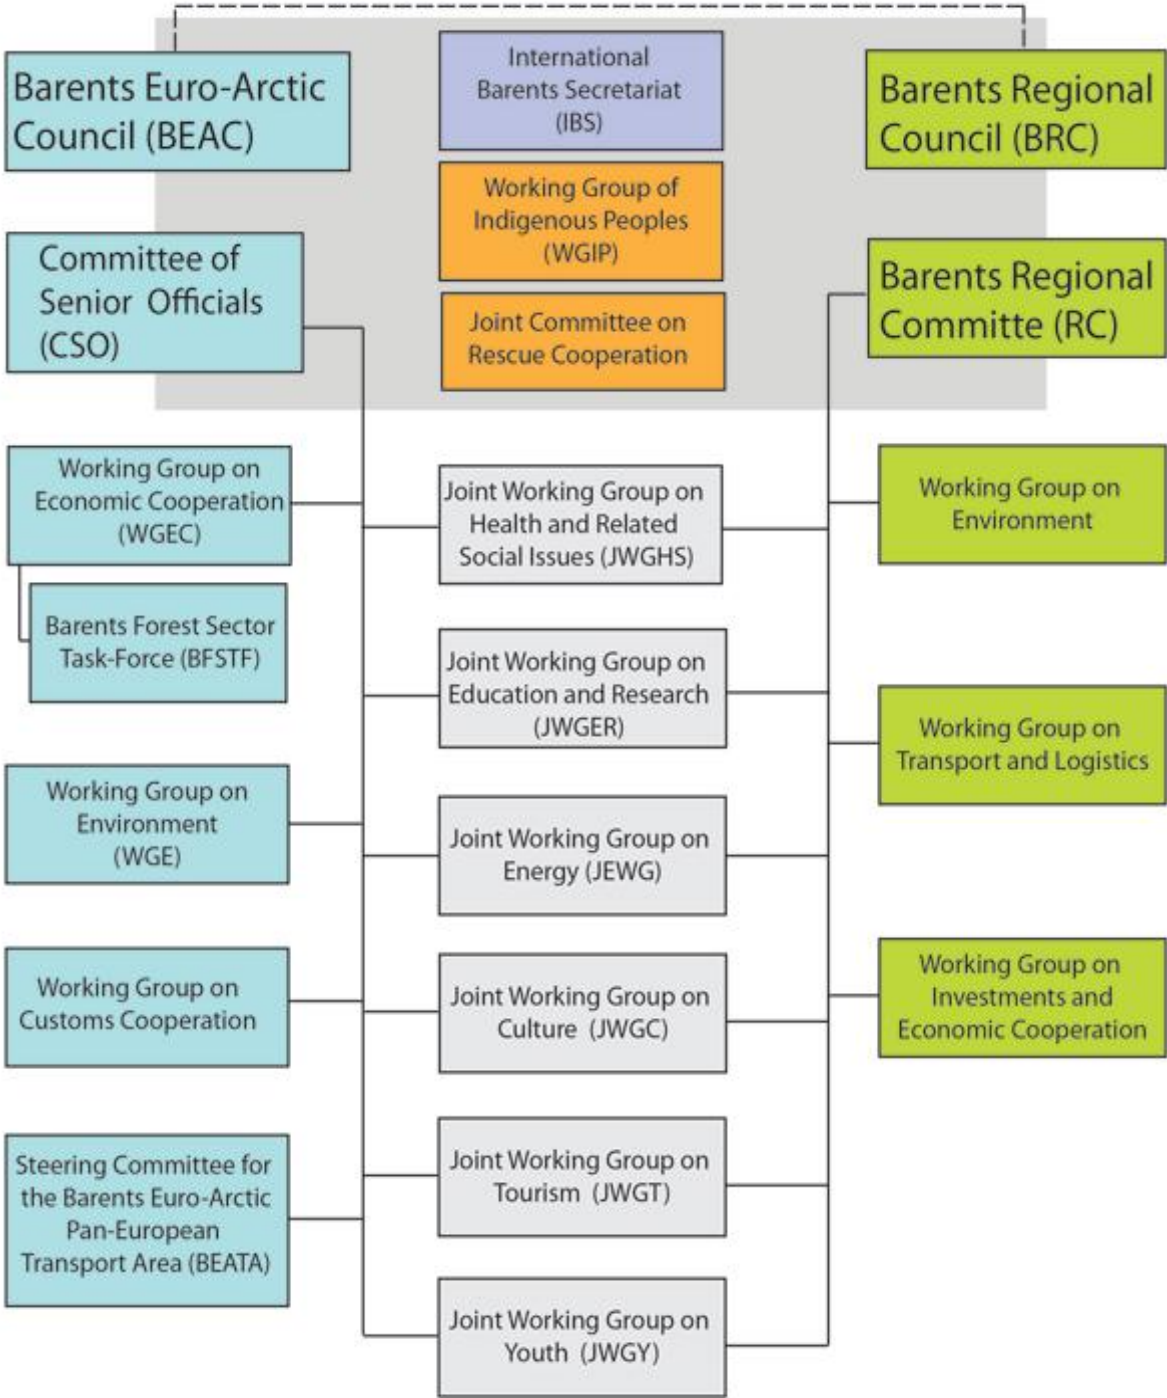 Barents Euro-Arctic
Council (BEAC)
International
Barents Secretariat
(IBS)
Barents Regional
Council (BRC)
Working Group of
Indigenous Peoples
(WGIP)
Committee of
Senior Officials
(CSO)
Joint Committee on
Rescue Cooperation
Barents Regional
Committe (RC)
Working Group on
Economic Cooperation
(WGEC)
Barents Forest Sector
Task-Force (BFSTF)
Working Group on
Environment
(WGE)
Working Group on
Customs Cooperation
Steering Committee for
the Barents Euro-Arctic
Pan-European
Transport Area (BEATA)
Joint Working Group on
Health and Related
Social Issues (JWGHS)
Joint Working Group on
Education and Research
(JWGER)
Joint Working Group on
Energy (JEWG)
Joint Working Group on
Culture (JWGC)
Joint Working Group on
Tourism (JWGT)
Joint Working Group on
Youth (JWGY)
Working Group on
Environment
Working Group on
Transport and Logistics
Working Group on
Investments and
Economic Cooperation